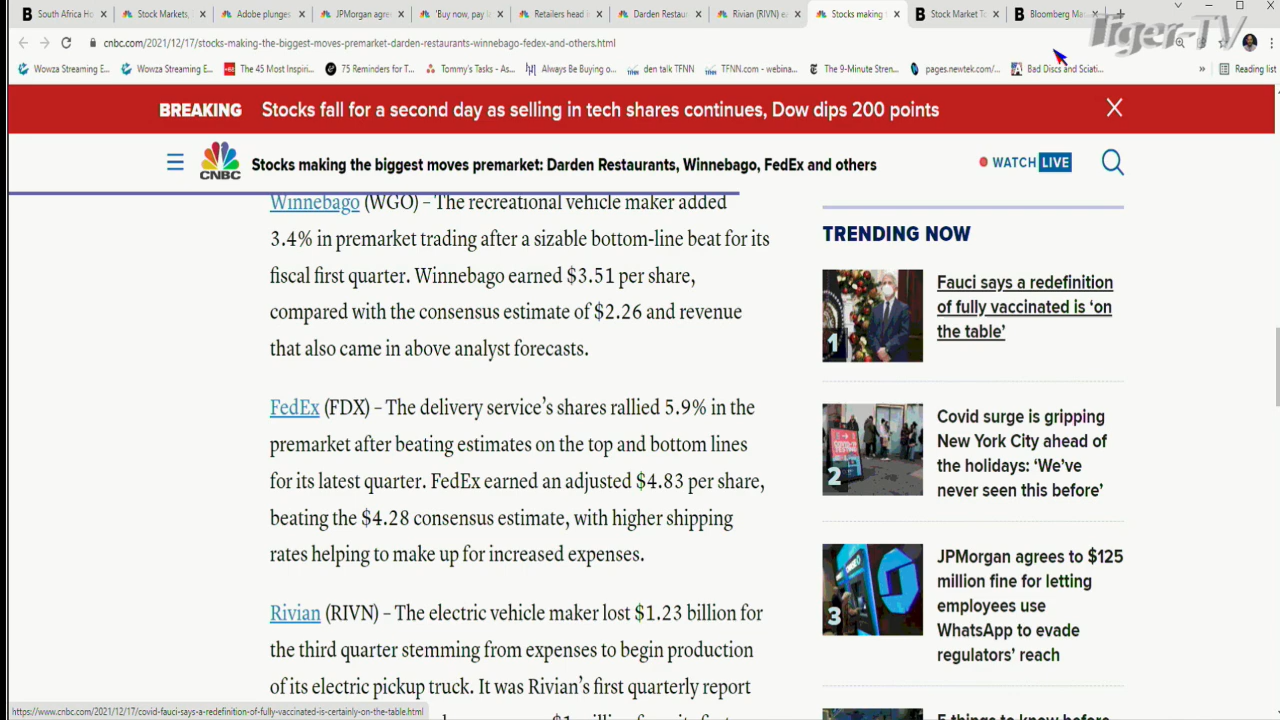 South Africa Ho
Stock Markets,
Adobe plunges
JPMorgan agre
'Buy now, pay l
Retailers head i
Darden Restau
Rivian (RIVN) e
Stocks making
Stock Market To
Bloomberg Ma
Tiger-TV
cnbc.com/2021/12/17/stocks-making-the-biggest-moves-premarket-darden-restaurants-winnebago-fedex-and-others.html
Wowza Streaming E...
Wowza Streaming E...
The 45 Most Inspiri...
75 Reminders for T...
Tommy's Tasks - As...
Always Be Buying o...
den talk TFNN
TFNN.com - webina...
The 9-Minute Stren...
pages.newtek.com/...
Bad Discs and Sciati...
»
Reading list
BREAKING
Stocks fall for a second day as selling in tech shares continues, Dow dips 200 points
CNBC
Stocks making the biggest moves premarket: Darden Restaurants, Winnebago, FedEx and others
WATCH LIVE
Winnebago (WGO) – The recreational vehicle maker added
3.4% in premarket trading after a sizable bottom-line beat for its
fiscal first quarter. Winnebago earned $3.51 per share,
compared with the consensus estimate of $2.26 and revenue
that also came in above analyst forecasts.
FedEx (FDX) – The delivery service's shares rallied 5.9% in the
premarket after beating estimates on the top and bottom lines
for its latest quarter. FedEx earned an adjusted $4.83 per share,
beating the $4.28 consensus estimate, with higher shipping
rates helping to make up for increased expenses.
Rivian (RIVN) – The electric vehicle maker lost $1.23 billion for
the third quarter stemming from expenses to begin production
of its electric pickup truck. It was Rivian's first quarterly report
TRENDING NOW
1
Fauci says a redefinition
of fully vaccinated is 'on
the table'
2
Covid surge is gripping
New York City ahead of
the holidays: 'We've
never seen this before'
3
JPMorgan agrees to $125
million fine for letting
employees use
WhatsApp to evade
regulators' reach
5 things to know before
https://www.cnbc.com/2021/12/17/covid-fauci-says-a-redefinition-of-fully-vaccinated-is-certainly-on-the-table.html